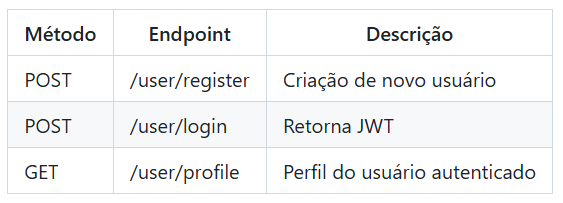 Método Endpoint Descrição
POST /user/register Criação de novo usuário
POST /user/login Retorna JWT
GET /user/profile Perfil do usuário autenticado